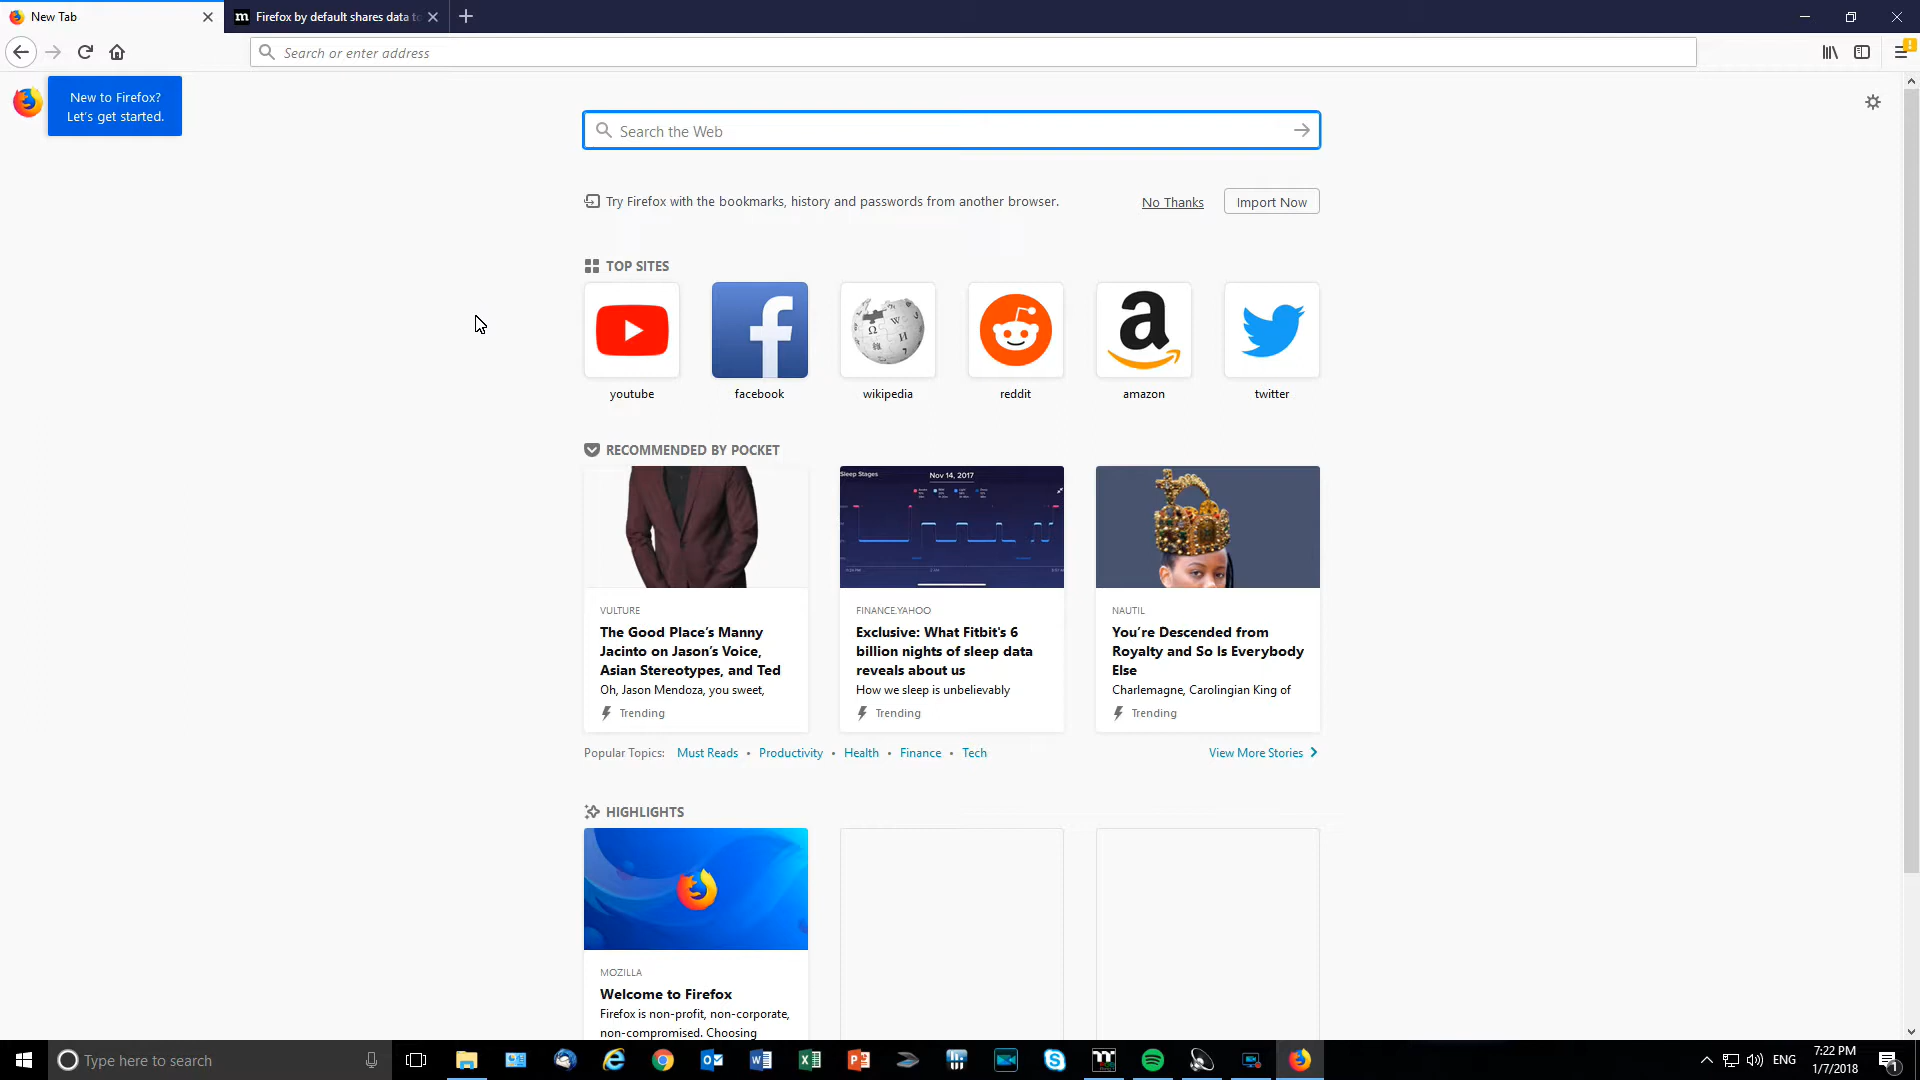 New Tab
Firefox by default shares data to
Search or enter address
New to Firefox?
Let's get started.
Search the Web
Try Firefox with the bookmarks, history and passwords from another browser.
No Thanks
Import Now
TOP SITES
youtube
facebook
wikipedia
reddit
amazon
twitter
RECOMMENDED BY POCKET
Sleep Stages
Nov 14, 2017
VULTURE
The Good Place's Manny
Jacinto on Jason's Voice,
Asian Stereotypes, and Ted
Oh, Jason Mendoza, you sweet,
Trending
FINANCE.YAHOO
Exclusive: What Fitbit's 6
billion nights of sleep data
reveals about us
How we sleep is unbelievably
Trending
NAUTIL
You're Descended from
Royalty and So Is Everybody
Else
Charlemagne, Carolingian King of
Trending
Popular Topics: Must Reads • Productivity • Health • Finance • Tech
View More Stories
HIGHLIGHTS
MOZILLA
Welcome to Firefox
Firefox is non-profit, non-corporate,
non-compromised. Choosing
Type here to search
ENG
7:22 PM
1/7/2018
1